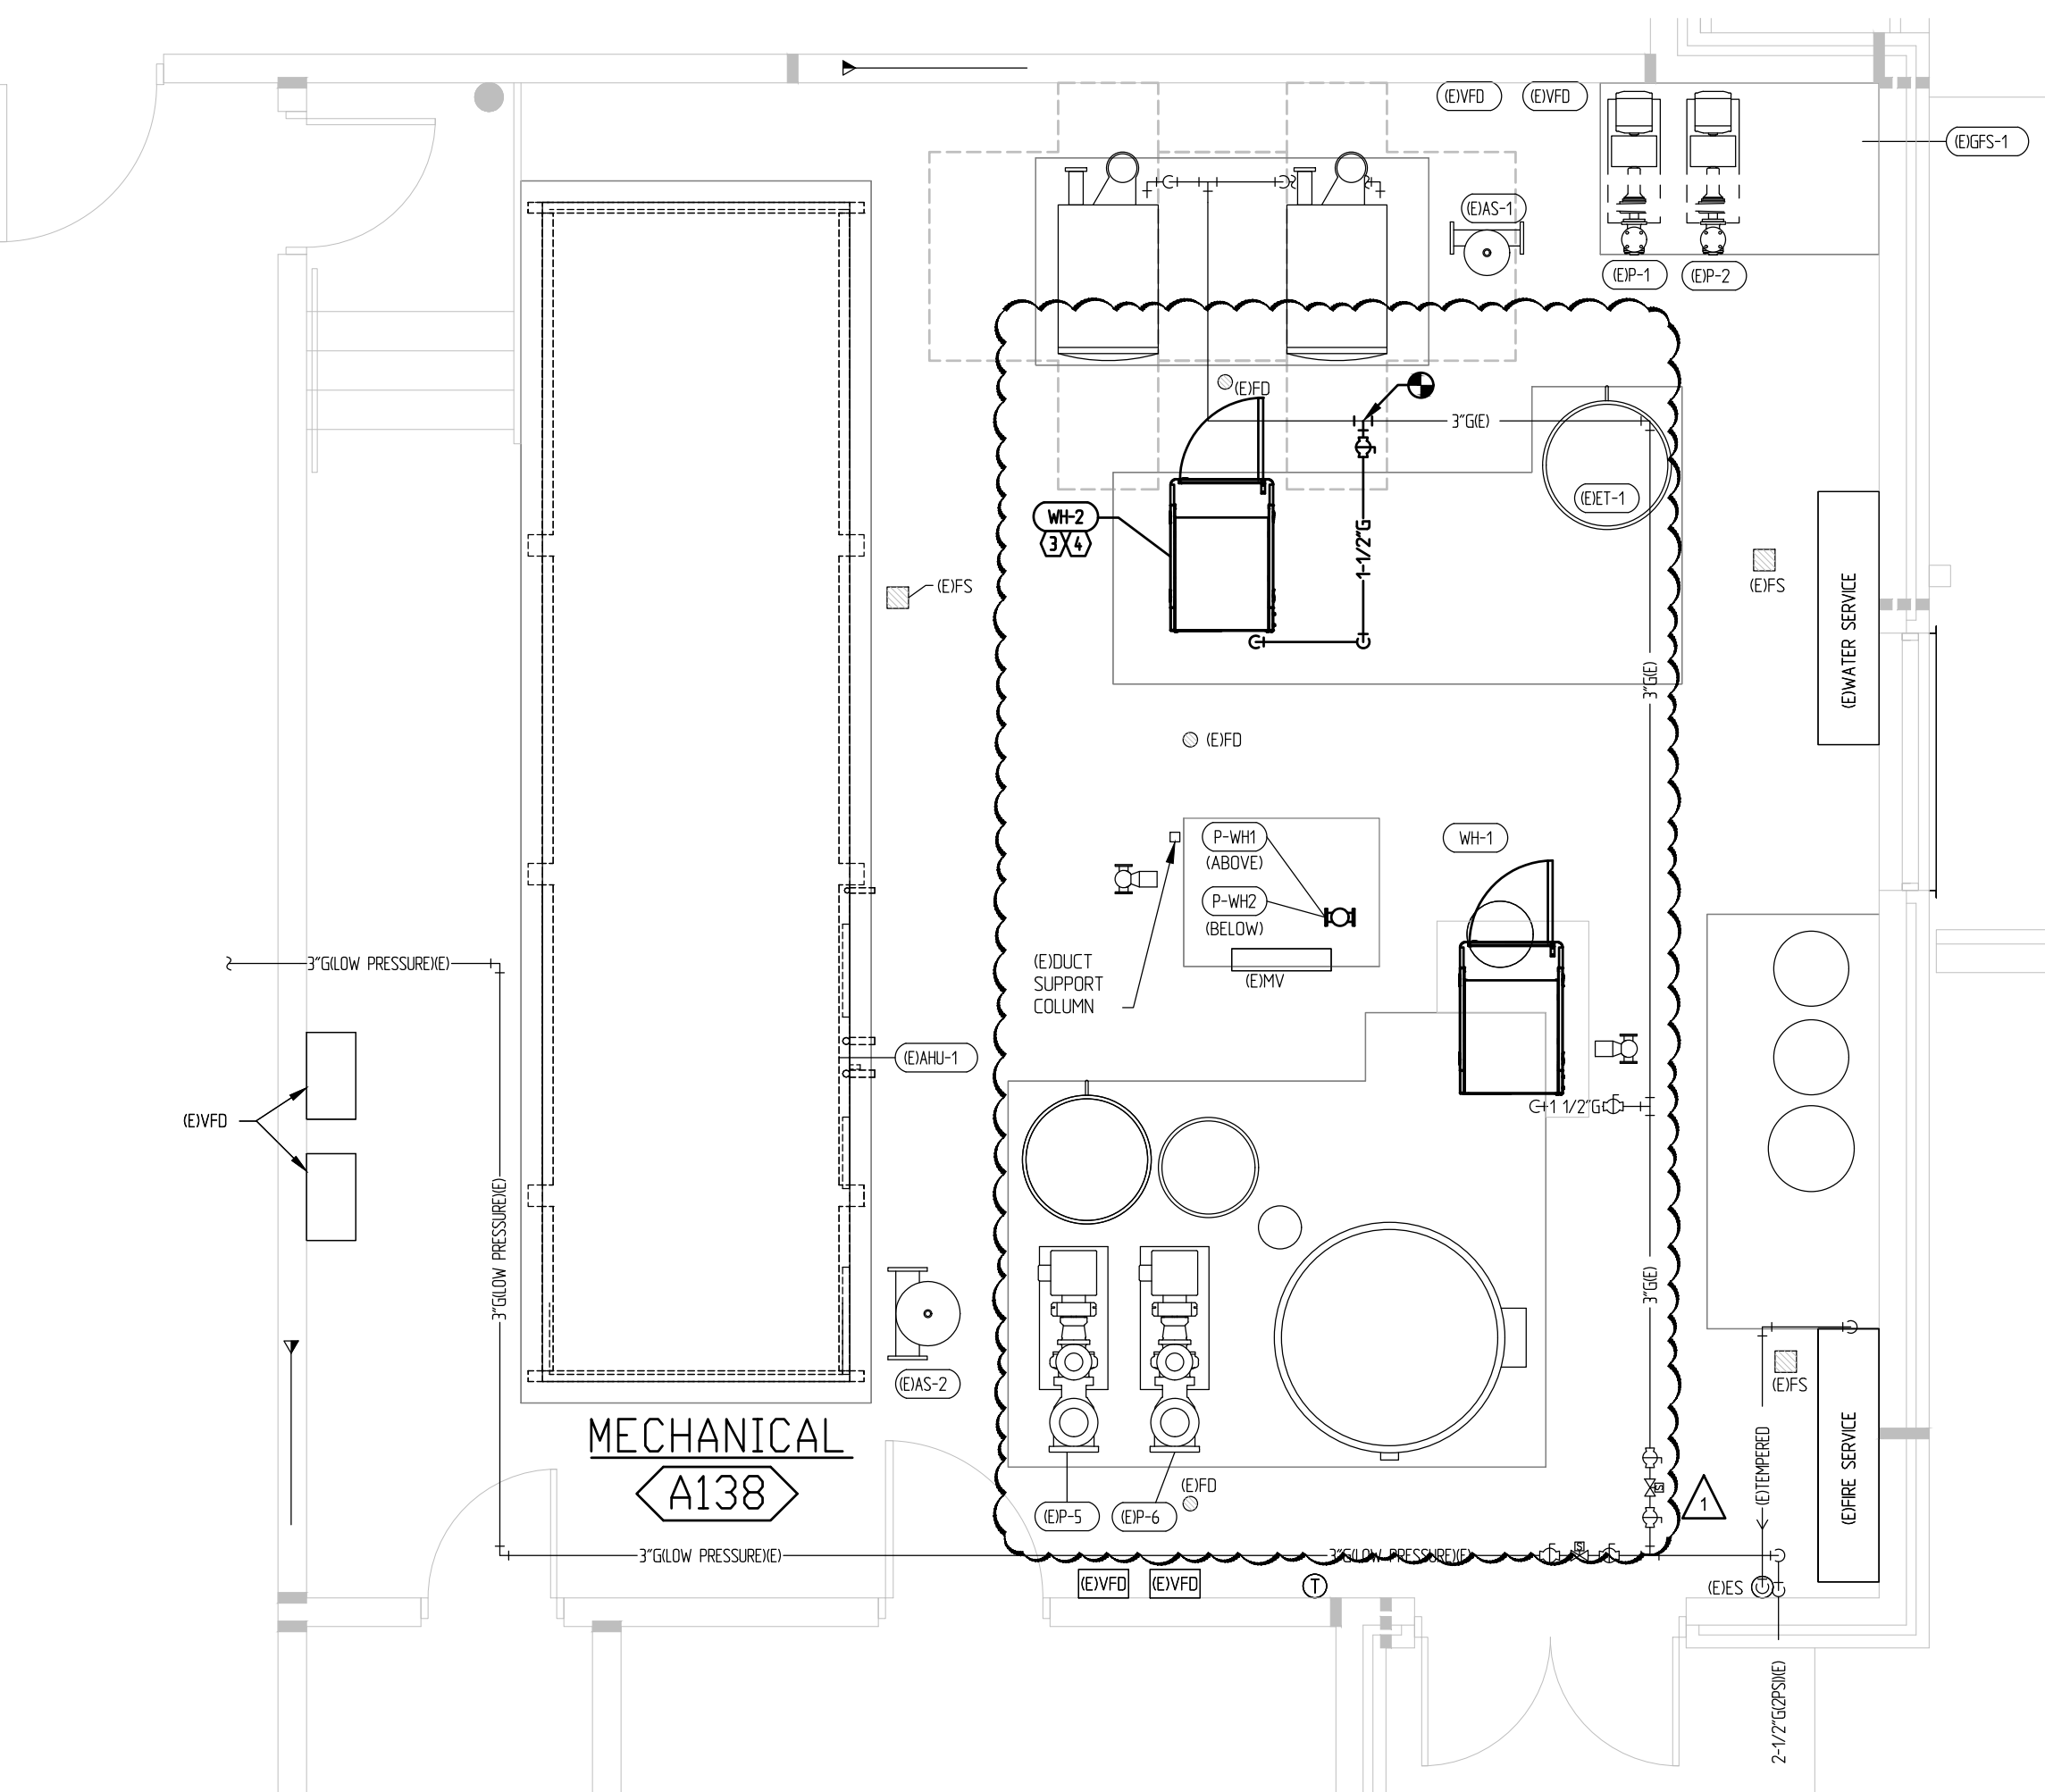 (E)VFD
(E)VFD
(E)GFS-1
(E)AS-1
(E)P-1
(E)P-2
(E)FD
3"G(E)
(E)ET-1
WH-2
3
4
1-1/2"G
(E)FS
(E)FS
(E)WATER SERVICE
3"G(E)
(E)FD
P-WH1
(ABOVE)
WH-1
P-WH2
(BELOW)
(E)DUCT
SUPPORT
COLUMN
(E)MV
3"G(LOW PRESSURE)(E)
(E)AHU-1
(E)VFD
1 1/2"G
3"G(LOW PRESSURE)(E)
3"G(E)
(E)AS-2
(E)FS
MECHANICAL
A138
(E)TEMPERED
(E)FIRE SERVICE
(E)FD
S
1
(E)P-5
(E)P-6
3"G(LOW PRESSURE)(E)
3"G(LOW PRESSURE)(E)
S
(E)VFD
(E)VFD
T
(E)ES
2-1/2"G(2PSI)(E)